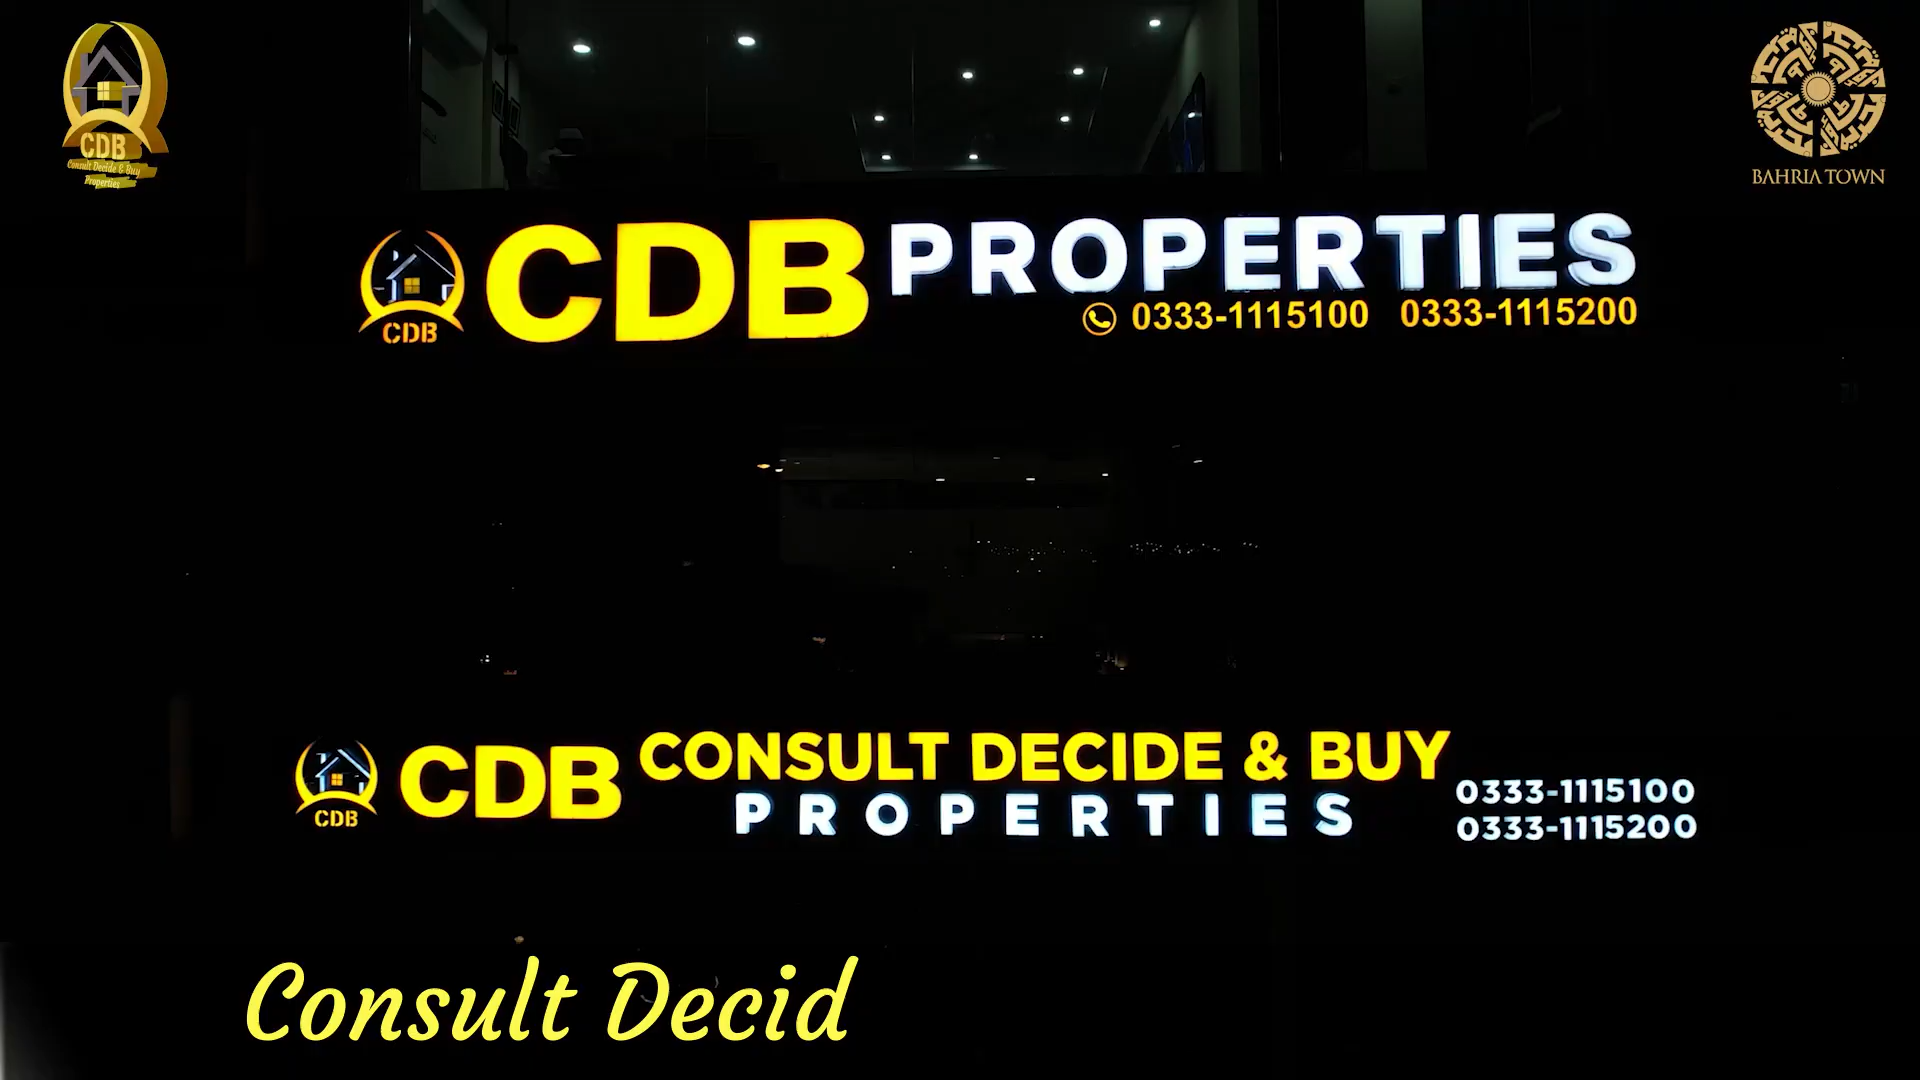 CDB
Consult Decide & Buy
Properties
BAHRIA TOWN
CDB
CDB PROPERTIES
0333-1115100 0333-1115200
CDB
CDB CONSULT DECIDE & BUY
PROPERTIES
0333-1115100
0333-1115200
Consult Decid